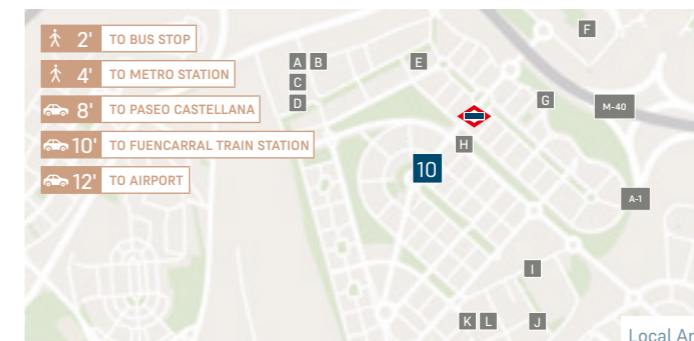 2' TO BUS STOP
4' TO METRO STATION
8' TO PASEO CASTELLANA
10' TO FUENCARRAL TRAIN STATION
12' TO AIRPORT
F
A B
E
C
D
G
M-40
H
10
A-1
I
K L
J
Local Ar